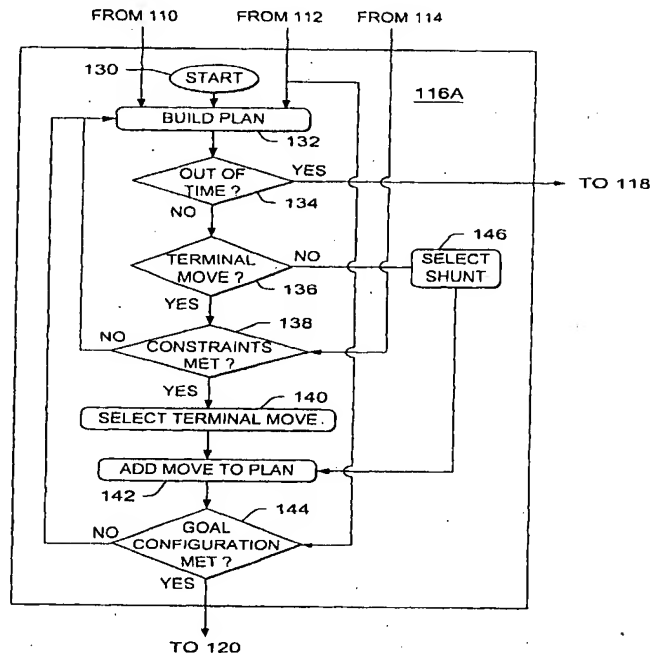 FROM 110
FROM 112
FROM 114
130
START
116A
BUILD PLAN
132
OUT OF
TIME ?
YES
134
TO 118
NO
TERMINAL
MOVE ?
NO
136
146
SELECT
SHUNT
YES
138
NO
CONSTRAINTS
MET ?
YES
140
SELECT TERMINAL MOVE
ADD MOVE TO PLAN
142
144
NO
GOAL
CONFIGURATION
MET ?
YES
TO 120